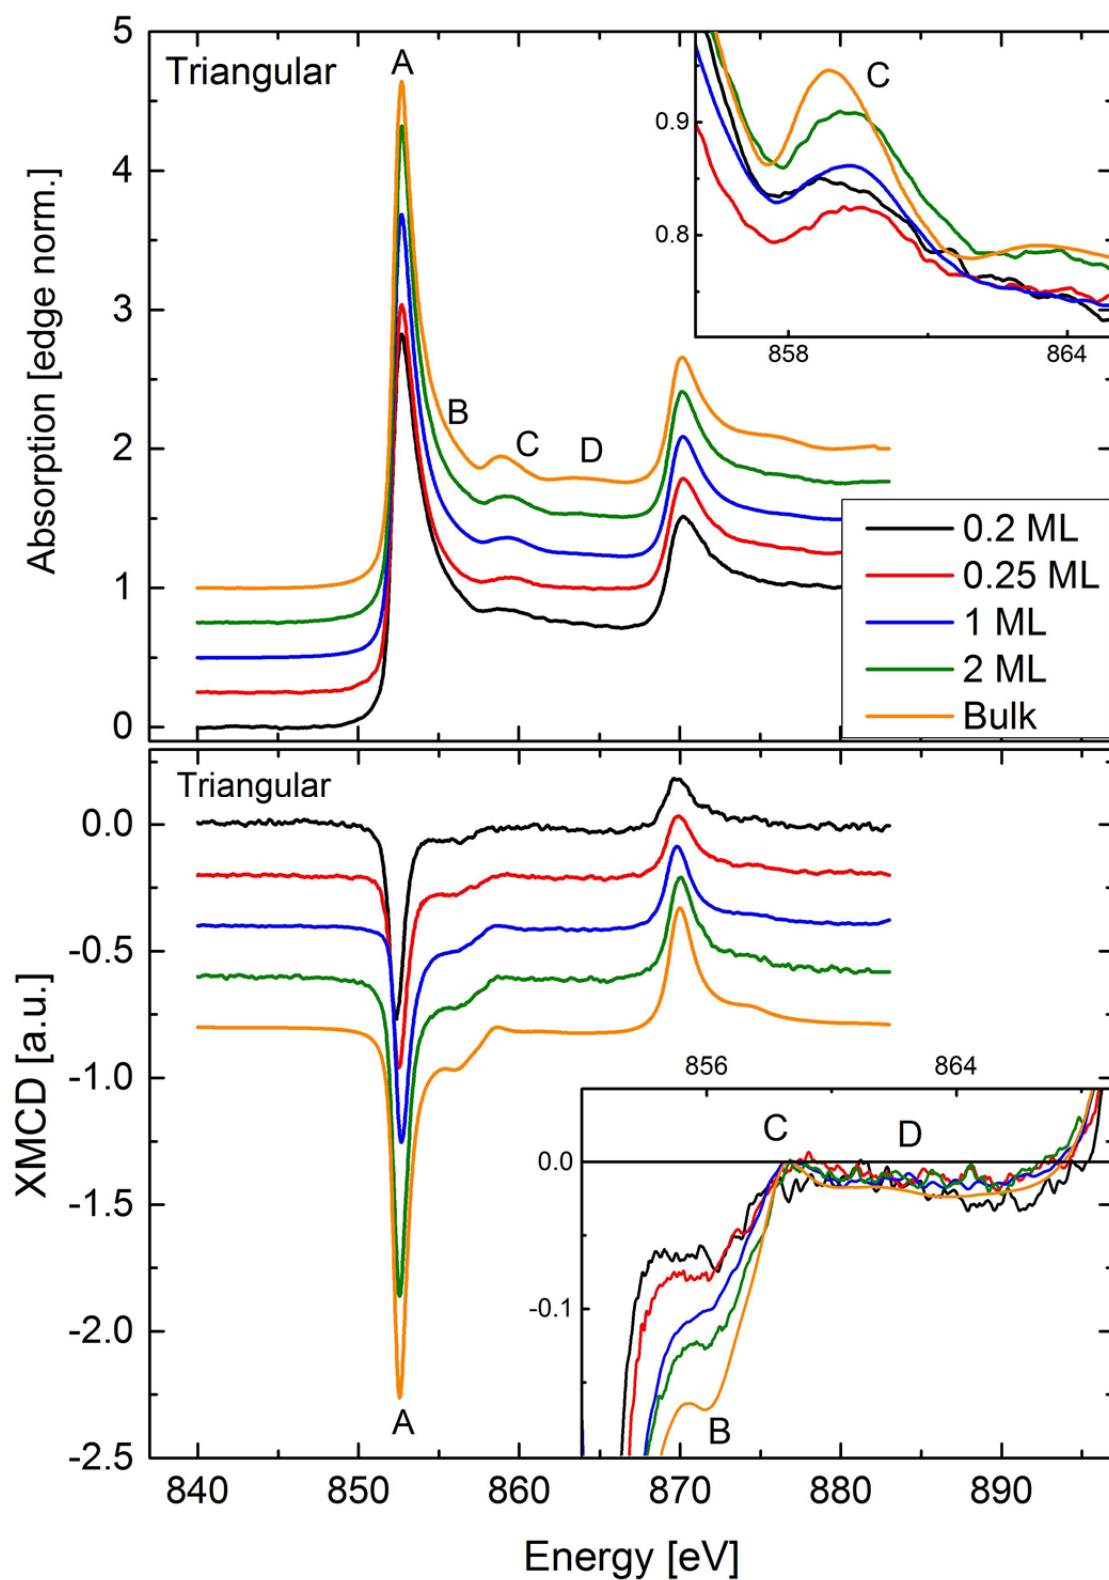 5
4
3
2
1
0
Absorption [edge norm.]
Triangular
A
B
C
D
C
0.9
0.8
858
864
0.2 ML
0.25 ML
1 ML
2 ML
Bulk
Triangular
0.0
-0.5
-1.0
-1.5
-2.0
-2.5
XMCD [a.u.]
A
856
864
C
D
0.0
-0.1
B
840
850
860
870
880
890
Energy [eV]